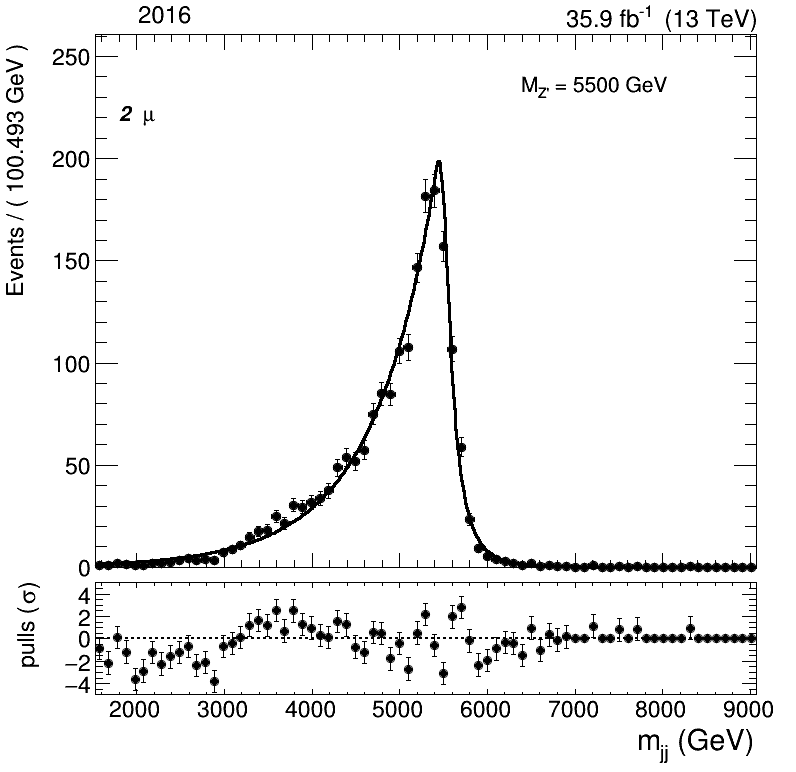 2016 35.9 fb⁻¹ (13 TeV)
Events / ( 100.493 GeV )
250
200
150
100
50
0
M_Z' = 5500 GeV
2 μ
pulls (σ)
4
2
0
−2
−4
2000 3000 4000 5000 6000 7000 8000 9000
m_jj (GeV)